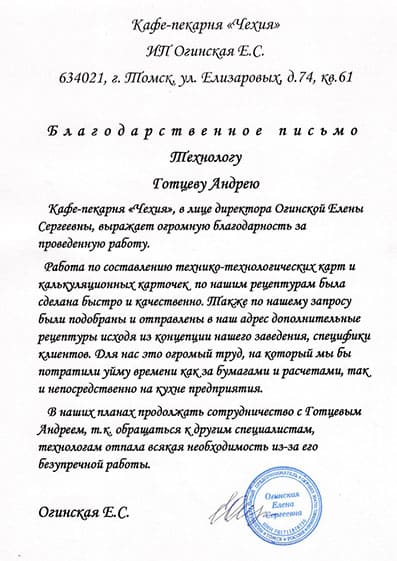 Кафе-пекарня «Чехия»
ИП Огинская Е.С.
634021, г. Томск, ул. Елизаровых, д.74, кв.61
Благодарственное письмо
Технологу
Готцеву Андрею
Кафе-пекарня «Чехия», в лице директора Огинской Елены
Сергеевны, выражает огромную благодарность за
проведенную работу.
Работа по составлению технико-технологических карт и
калькуляционных карточек по нашим рецептурам была
сделана быстро и качественно. Также по нашему запросу
были подобраны и отправлены в наш адрес дополнительные
рецептуры исходя из концепции нашего заведения, специфики
клиентов. Для нас это огромый труд, на который мы бы
потратили уйму времени как за бумагами и расчетами, так
и непосредственно на кухне предприятия.
В наших планах продолжать сотрудничество с Готцевым
Андреем, т.к. обращаться к другим специалистам,
технологам отпала всякая необходимость из-за его
безупречной работы.
Огинская Е.С.
Огинская
Елена
Сергеевна